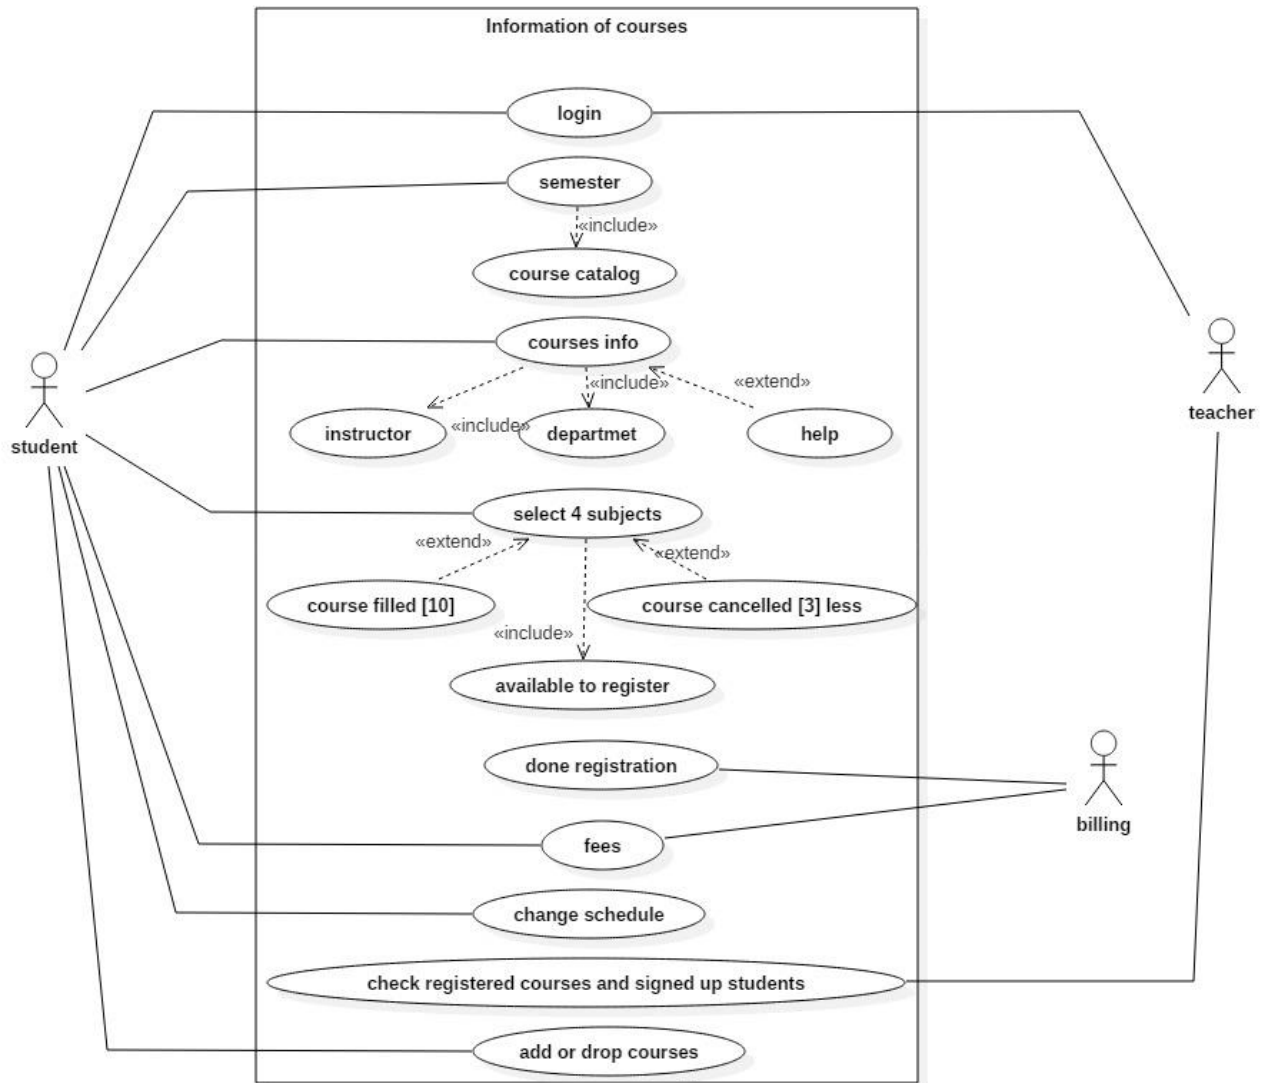 Information of courses
login
semester
«include»
course catalog
courses info
«include»
«extend»
instructor
«include»
departmet
help
student
teacher
select 4 subjects
«extend»
«extend»
course filled [10]
course cancelled [3] less
«include»
available to register
done registration
billing
fees
change schedule
check registered courses and signed up students
add or drop courses